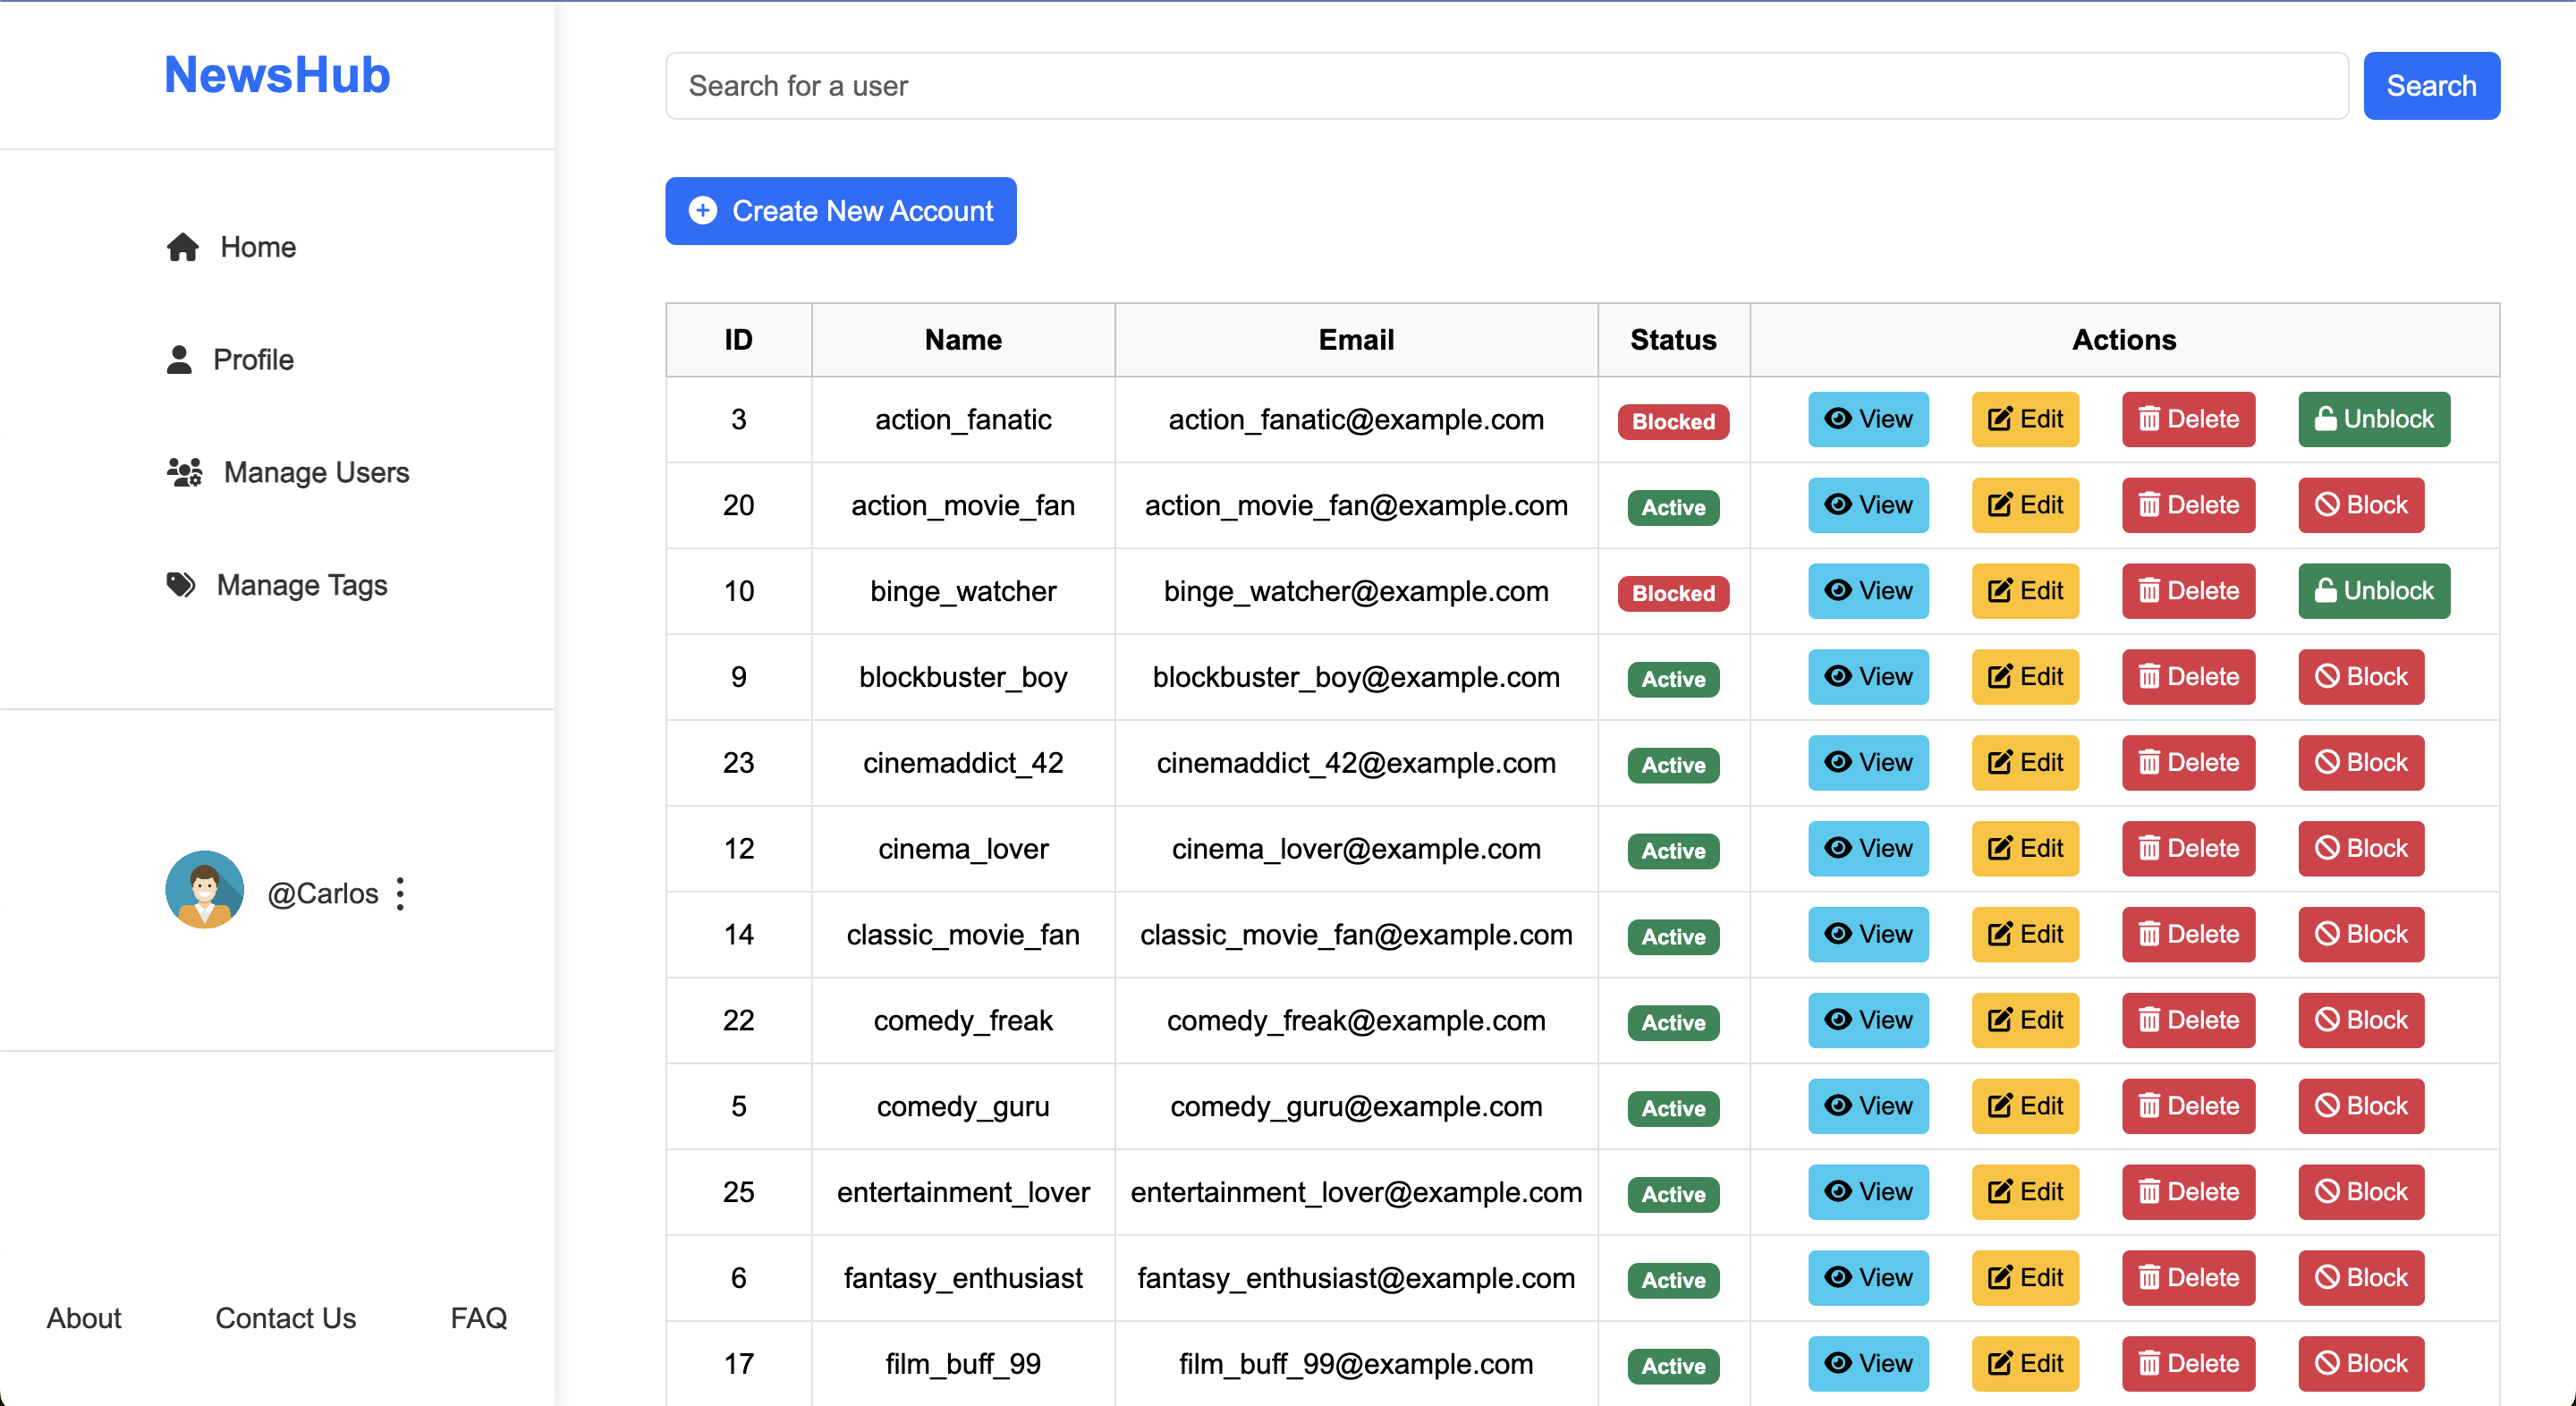 NewsHub
Home
Profile
Manage Users
Manage Tags
@Carlos
About Contact Us FAQ
Search for a user Search
Create New Account
ID Name Email Status Actions
3 action_fanatic action_fanatic@example.com Blocked View Edit Delete Unblock
20 action_movie_fan action_movie_fan@example.com Active View Edit Delete Block
10 binge_watcher binge_watcher@example.com Blocked View Edit Delete Unblock
9 blockbuster_boy blockbuster_boy@example.com Active View Edit Delete Block
23 cinemaddict_42 cinemaddict_42@example.com Active View Edit Delete Block
12 cinema_lover cinema_lover@example.com Active View Edit Delete Block
14 classic_movie_fan classic_movie_fan@example.com Active View Edit Delete Block
22 comedy_freak comedy_freak@example.com Active View Edit Delete Block
5 comedy_guru comedy_guru@example.com Active View Edit Delete Block
25 entertainment_lover entertainment_lover@example.com Active View Edit Delete Block
6 fantasy_enthusiast fantasy_enthusiast@example.com Active View Edit Delete Block
17 film_buff_99 film_buff_99@example.com Active View Edit Delete Block